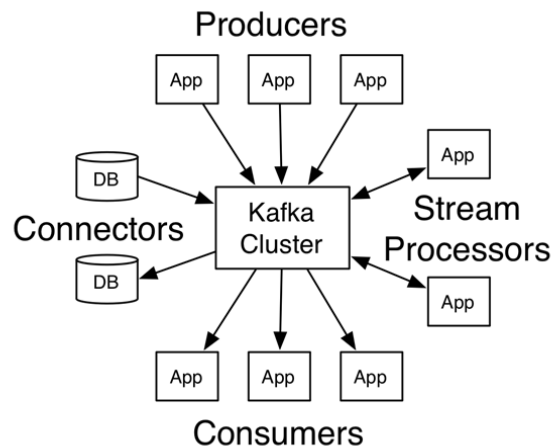 Producers
App
App
App
DB
App
Connectors
Kafka
Cluster
Stream
Processors
DB
App
App
App
App
Consumers